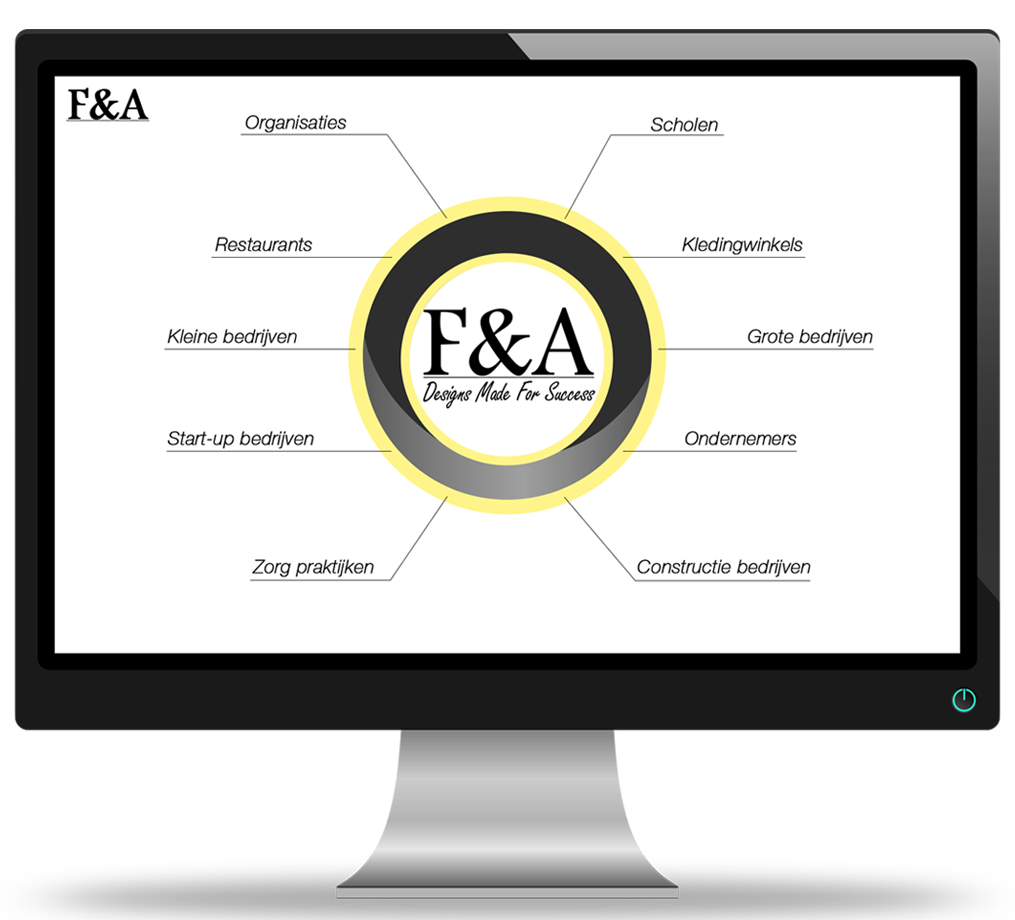 F&A
Organisaties
Scholen
Restaurants
Kledingwinkels
Kleine bedrijven
Grote bedrijven
F&A
Designs Made For Success
Start-up bedrijven
Ondernemers
Zorg praktijken
Constructie bedrijven